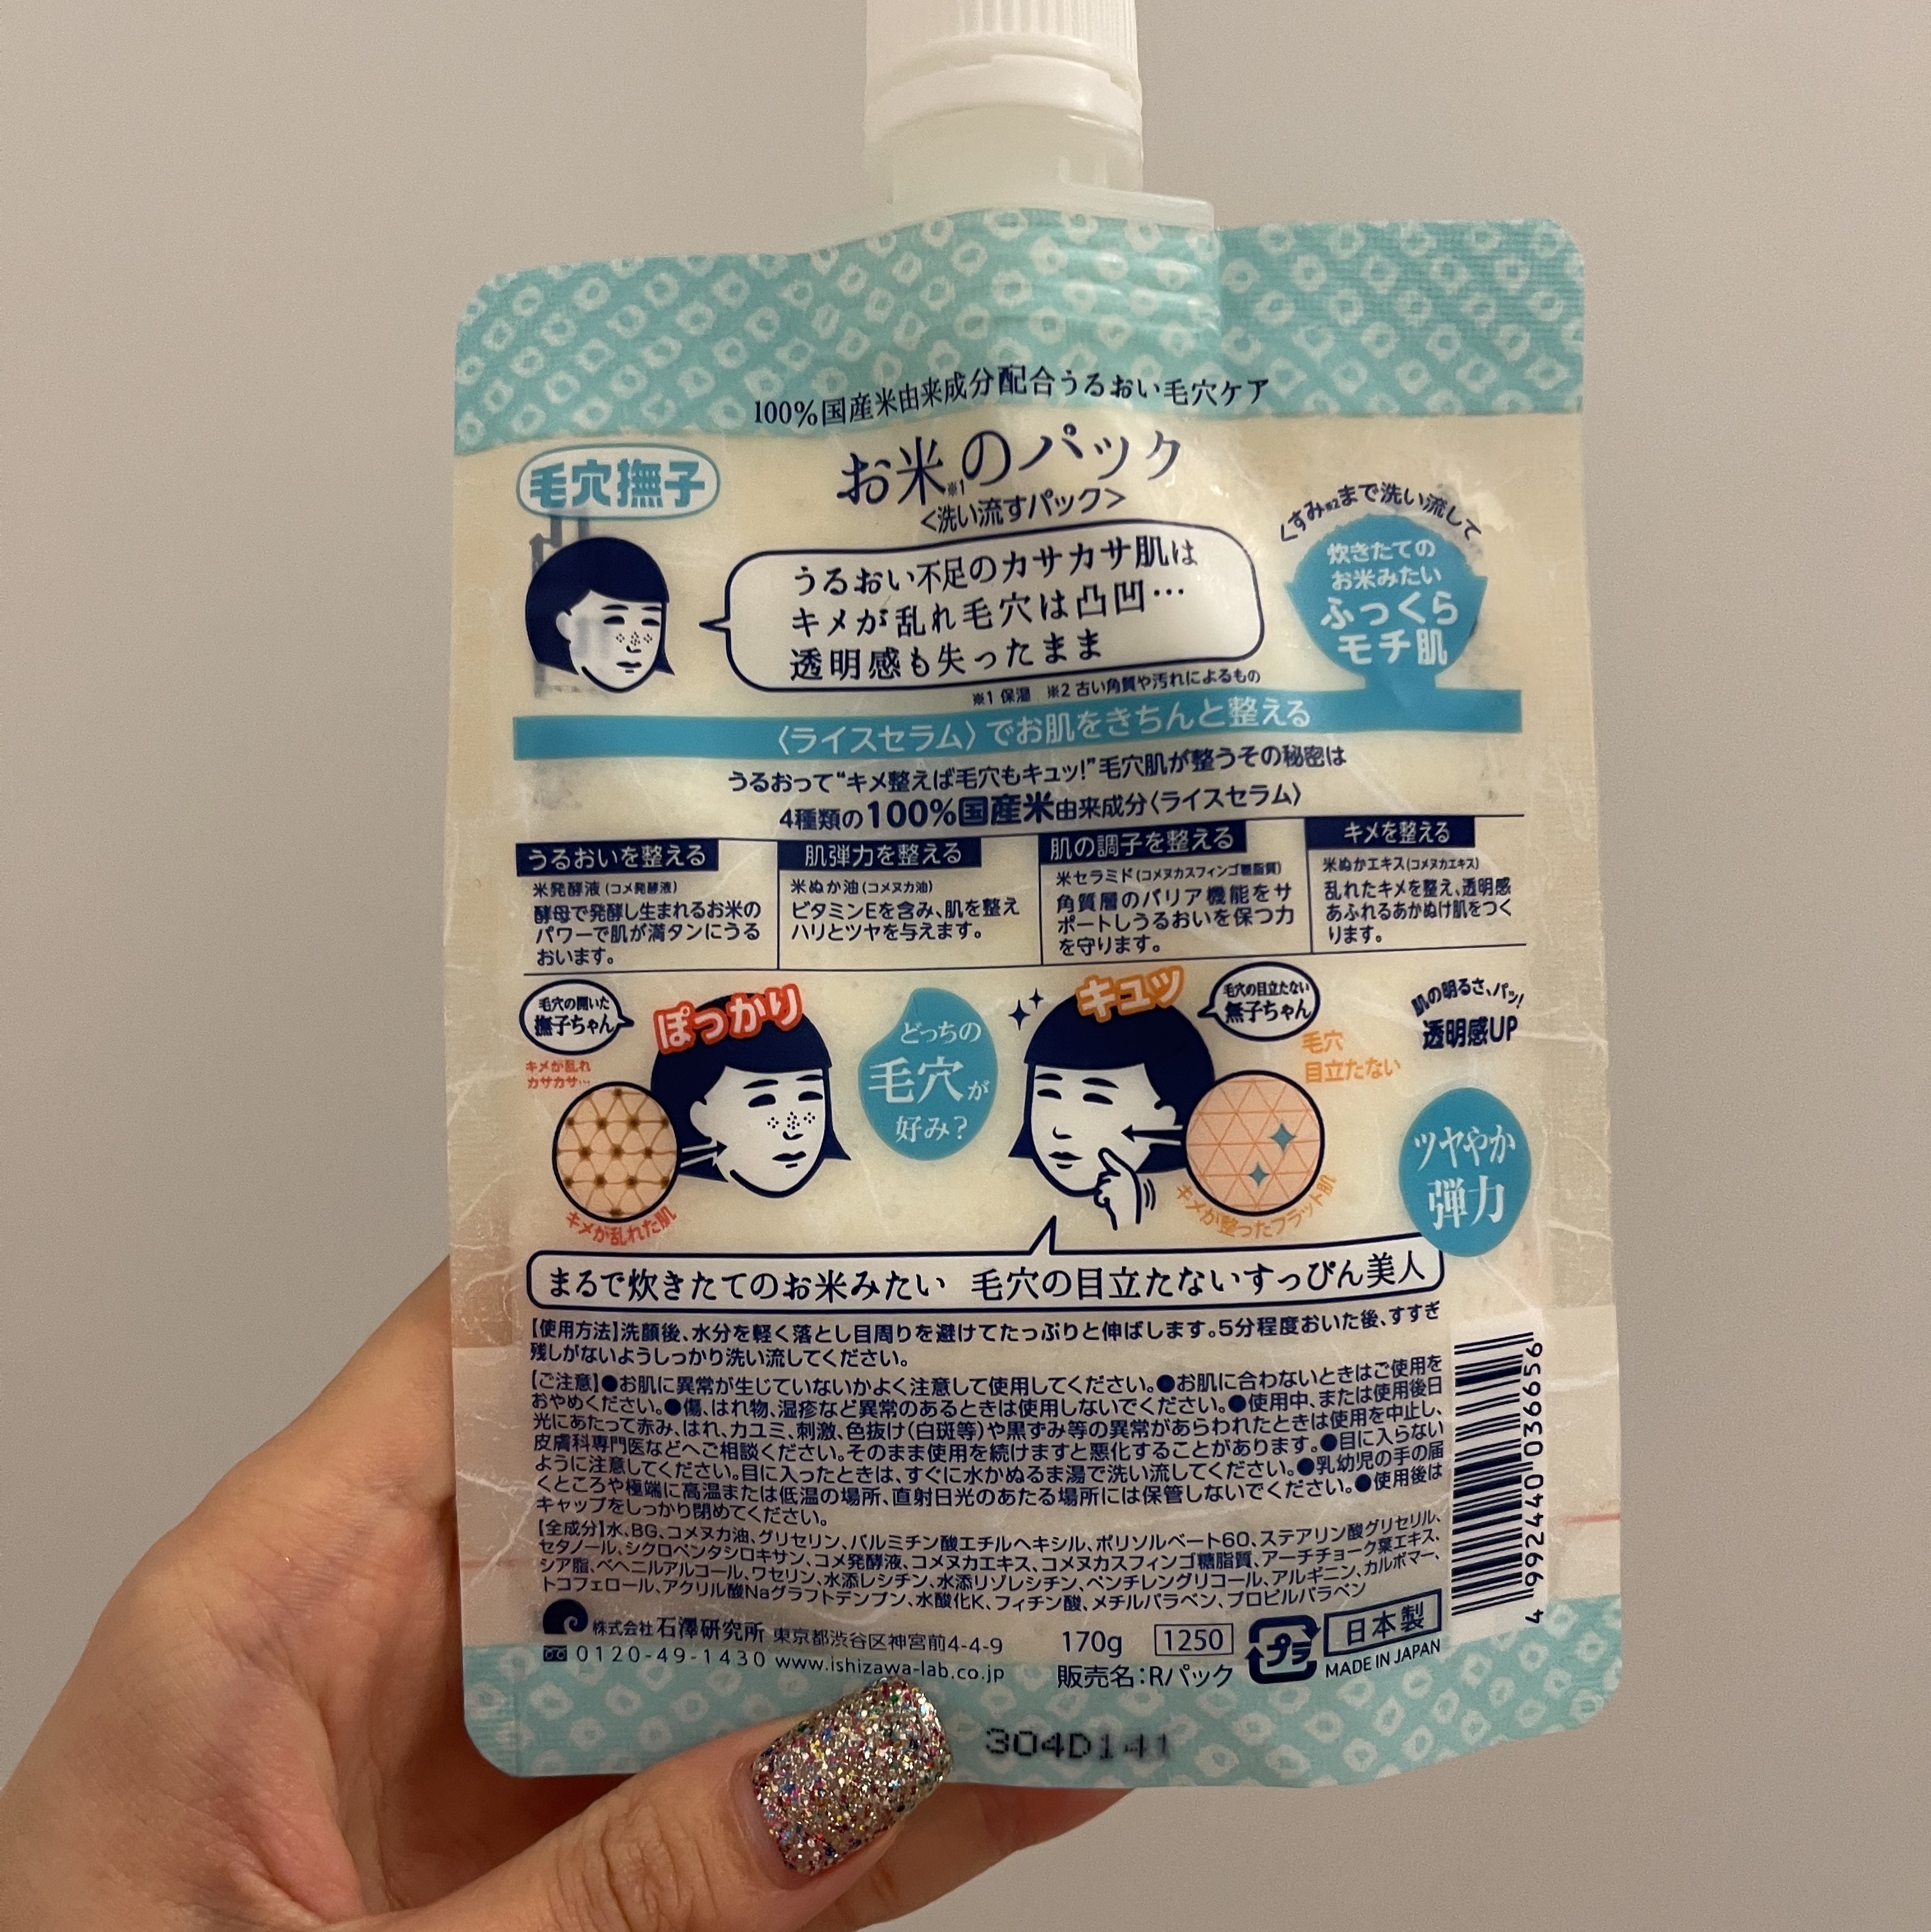 100%国産米由来成分配合うるおい毛穴ケア
毛穴撫子
お米※1のパック
<洗い流すパック>
うるおい不足のカサカサ肌は
キメが乱れ毛穴は凸凹…
透明感も失ったまま
くすみ※2まで洗い流して
炊きたての
お米みたい
ふっくら
モチ肌
※1 保湿 ※2 古い角質や汚れによるもの
〈ライスセラム〉でお肌をきちんと整える
うるおって“キメ整えば毛穴もキュッ!”毛穴肌が整うその秘密は
4種類の100%国産米由来成分〈ライスセラム〉
うるおいを整える
米発酵液(コメ発酵液)
酵母で発酵し生まれるお米の
パワーで肌が満タンにうる
おいます。
肌弾力を整える
米ぬか油(コメヌカ油)
ビタミンEを含み、肌を整え
ハリとツヤを与えます。
肌の調子を整える
米セラミド(コメヌカスフィンゴ糖脂質)
角質層のバリア機能をサ
ポートしうるおいを保つ力
を守ります。
キメを整える
米ぬかエキス(コメヌカエキス)
乱れたキメを整え、透明感
あふれるあかぬけ肌をつく
ります。
毛穴の開いた
撫子ちゃん
ぽっかり
キメが乱れ
カサカサ…
キメが乱れた肌
どっちの
毛穴が
好み?
キュッ
毛穴の目立たない
撫子ちゃん
毛穴
目立たない
キメが整ったフラット肌
肌の明るさ、パッ!
透明感UP
ツヤやか
弾力
まるで炊きたてのお米みたい 毛穴の目立たないすっぴん美人
【使用方法】洗顔後、水分を軽く落とし目周りを避けてたっぷりと伸ばします。5分程度おいた後、すすぎ
残しがないようしっかり洗い流してください。
【ご注意】●お肌に異常が生じていないかよく注意して使用してください。●お肌に合わないときはご使用を
おやめください。●傷、はれ物、湿疹など異常のあるときは使用しないでください。●使用中、または使用後日
光にあたって赤み、はれ、カユミ、刺激、色抜け(白斑等)や黒ずみ等の異常があらわれたときは使用を中止し、
皮膚科専門医などへご相談ください。そのまま使用を続けますと悪化することがあります。●目に入らない
ように注意してください。目に入ったときは、すぐに水かぬるま湯で洗い流してください。●乳幼児の手の届
くところや極端に高温または低温の場所、直射日光のあたる場所には保管しないでください。●使用後は
キャップをしっかり閉めてください。
【全成分】水、BG、コメヌカ油、グリセリン、パルミチン酸エチルヘキシル、ポリソルベート60、ステアリン酸グリセリル、
セタノール、シクロペンタシロキサン、コメ発酵液、コメヌカエキス、コメヌカスフィンゴ糖脂質、アーチチョーク葉エキス、
シア脂、ベヘニルアルコール、ワセリン、水添レシチン、水添リゾレシチン、ペンチレングリコール、アルギニン、カルボマー、
トコフェロール、アクリル酸Naグラフトデンプン、水酸化K、フィチン酸、メチルパラベン、プロピルパラベン
株式会社 石澤研究所 東京都渋谷区神宮前4-4-9
0120-49-1430 www.ishizawa-lab.co.jp
170g 1250
販売名:Rパック
プラ
日本製
MADE IN JAPAN
4 992440 036656
304D141